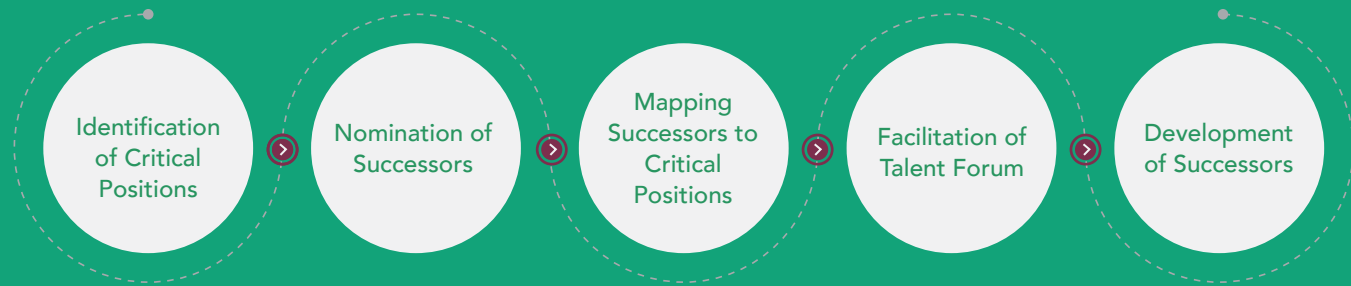 Identification
of Critical
Positions
Nomination of
Successors
Mapping
Successors to
Critical
Positions
Facilitation of
Talent Forum
Development
of Successors